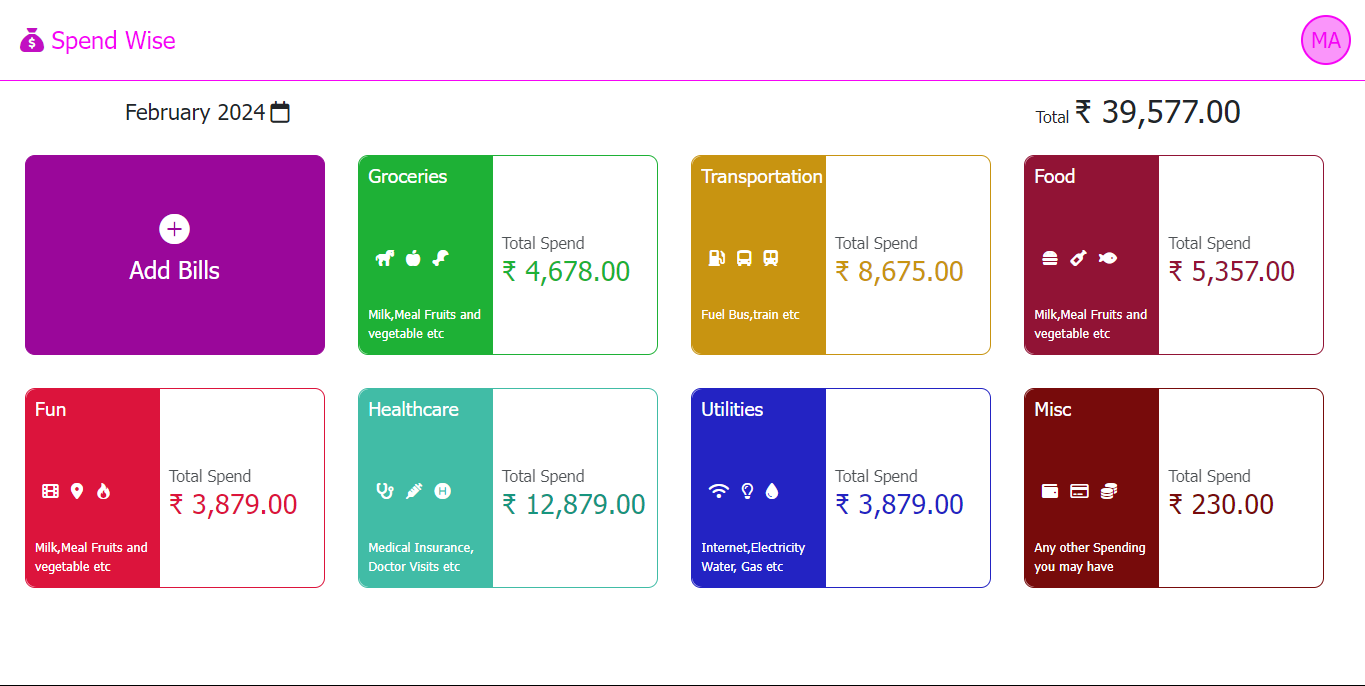 Spend Wise
MA
February 2024
Total ₹ 39,577.00
Add Bills
Groceries
Milk,Meal Fruits and
vegetable etc
Total Spend
₹ 4,678.00
Transportation
Fuel Bus,train etc
Total Spend
₹ 8,675.00
Food
Milk,Meal Fruits and
vegetable etc
Total Spend
₹ 5,357.00
Fun
Milk,Meal Fruits and
vegetable etc
Total Spend
₹ 3,879.00
Healthcare
H
Medical Insurance,
Doctor Visits etc
Total Spend
₹ 12,879.00
Utilities
Internet,Electricity
Water, Gas etc
Total Spend
₹ 3,879.00
Misc
Any other Spending
you may have
Total Spend
₹ 230.00